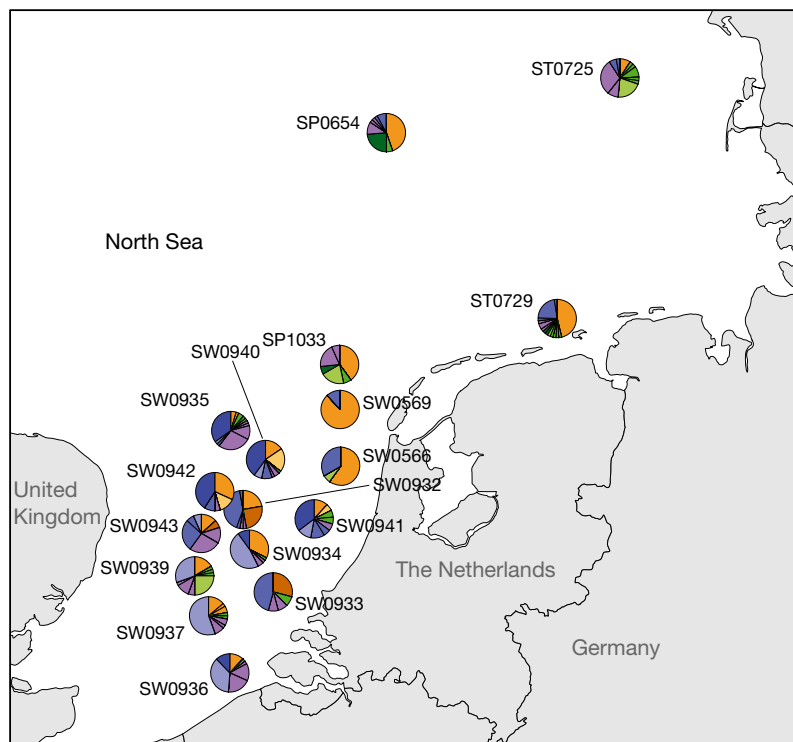 ST0725
SP0654
North Sea
ST0729
SP1033
SW0940
SW0935
SW0569
SW0566
SW0942
SW0932
United
Kingdom
SW0943
SW0941
SW0934
SW0939
The Netherlands
SW0933
SW0937
Germany
SW0936